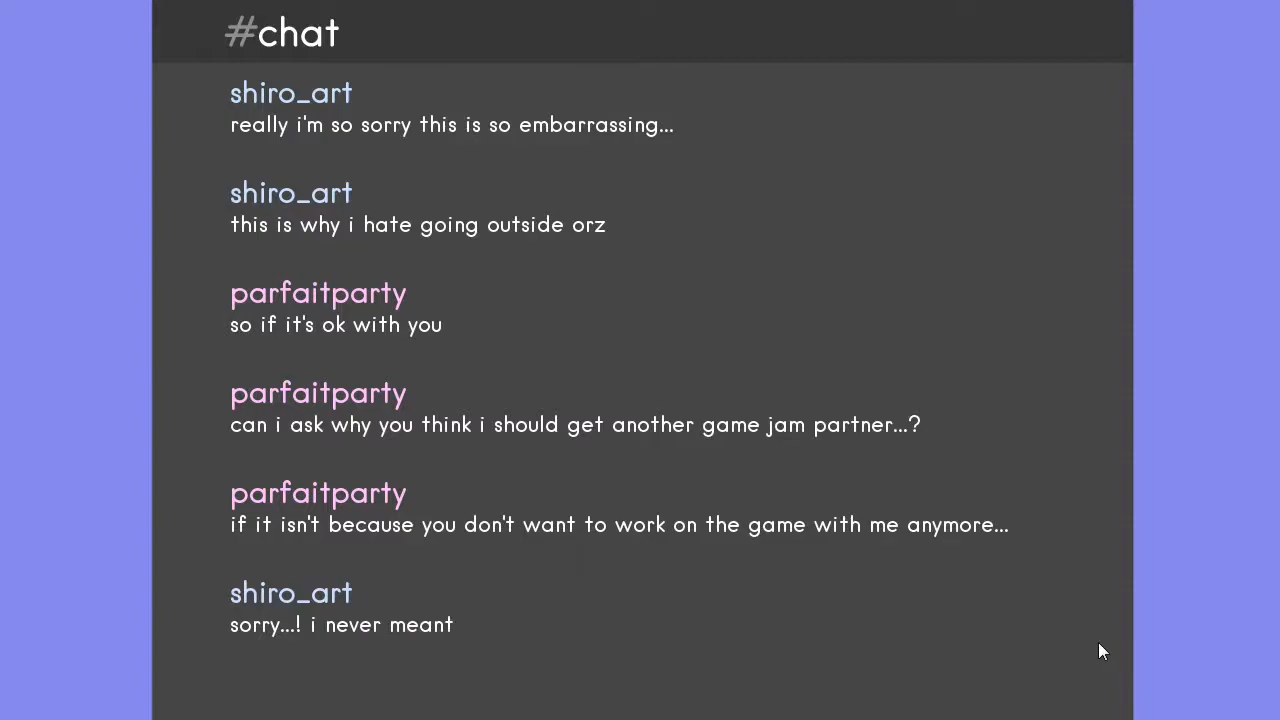 #chat
shiro_art
really i'm so sorry this is so embarrassing...
shiro_art
this is why i hate going outside orz
parfaitparty
so if it's ok with you
parfaitparty
can i ask why you think i should get another game jam partner...?
parfaitparty
if it isn't because you don't want to work on the game with me anymore...
shiro_art
sorry...! i never meant